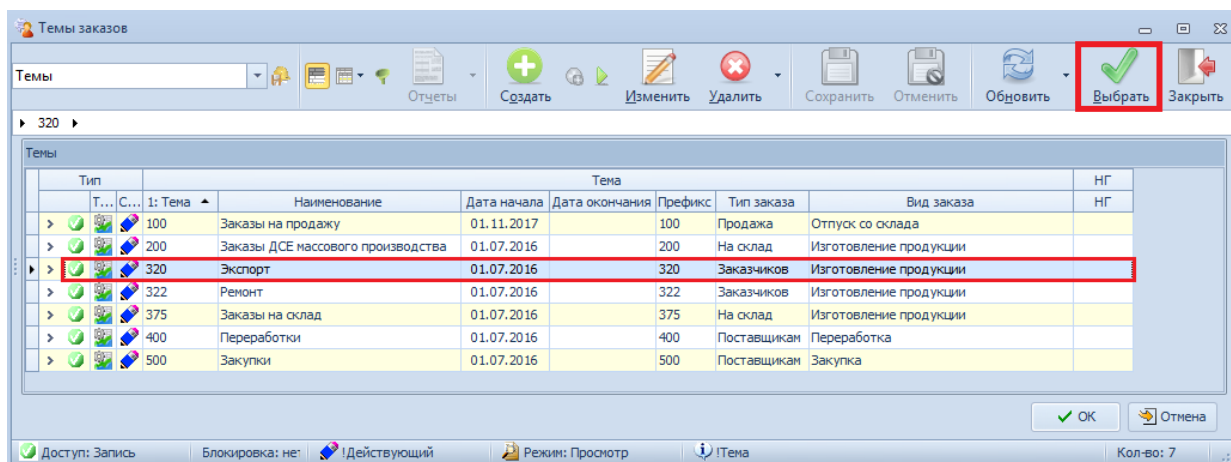 Темы заказов
Темы Отчеты Создать Изменить Удалить Сохранить Отменить Обновить Выбрать Закрыть
320
Темы
Тип Тема НГ
Т... С... 1: Тема Наименование Дата начала Дата окончания Префикс Тип заказа Вид заказа НГ
100 Заказы на продажу 01.11.2017 100 Продажа Отпуск со склада
200 Заказы ДСЕ массового производства 01.07.2016 200 На склад Изготовление продукции
320 Экспорт 01.07.2016 320 Заказчиков Изготовление продукции
322 Ремонт 01.07.2016 322 Заказчиков Изготовление продукции
375 Заказы на склад 01.07.2016 375 На склад Изготовление продукции
400 Переработки 01.07.2016 400 Поставщикам Переработка
500 Закупки 01.07.2016 500 Поставщикам Закупка
OK Отмена
Доступ: Запись Блокировка: нет !Действующий Режим: Просмотр !Тема Кол-во: 7